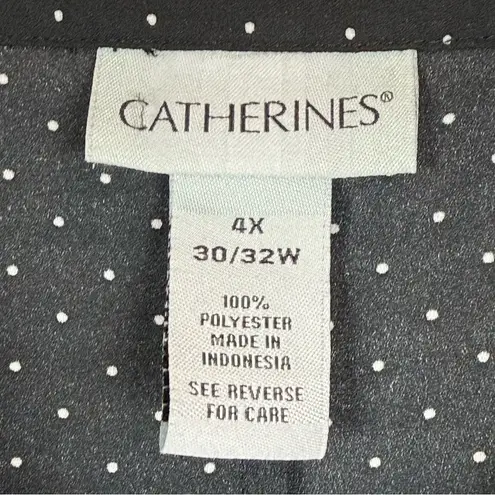 CATHERINES®
4X
30/32W
100%
POLYESTER
MADE IN
INDONESIA
SEE REVERSE
FOR CARE